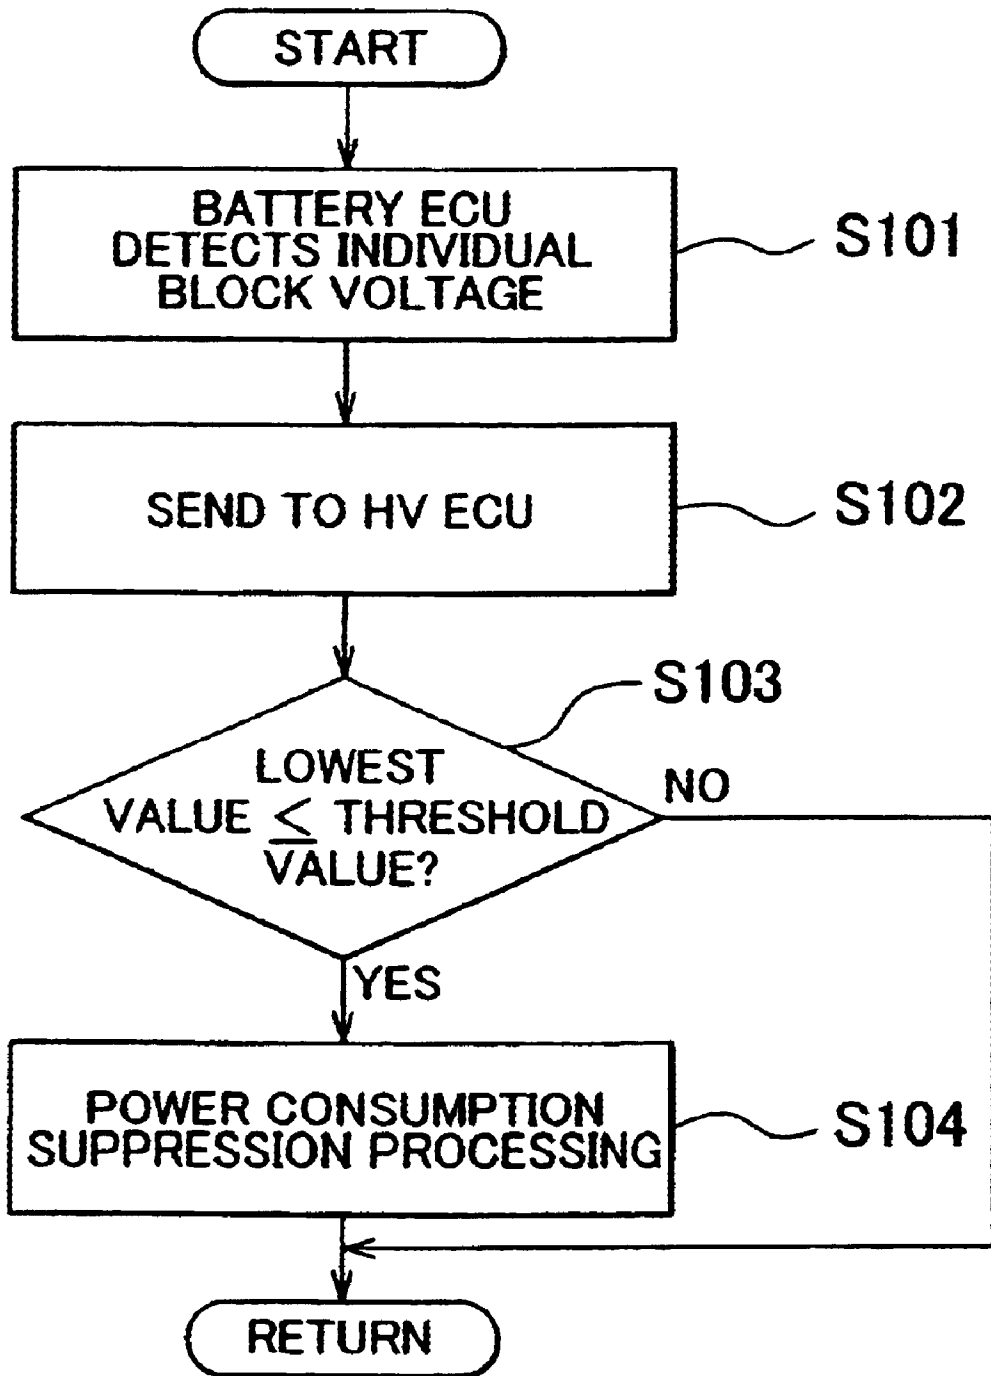 START
BATTERY ECU
DETECTS INDIVIDUAL
BLOCK VOLTAGE
S101
SEND TO HV ECU
S102
S103
LOWEST
VALUE ≤ THRESHOLD
VALUE?
NO
YES
POWER CONSUMPTION
SUPPRESSION PROCESSING
S104
RETURN